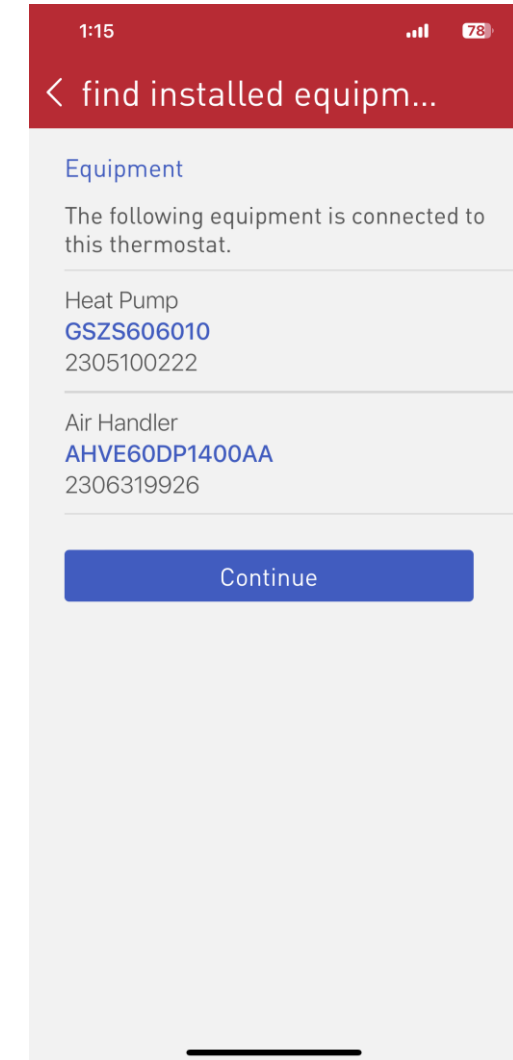 1:15
78
find installed equipm...
Equipment
The following equipment is connected to
this thermostat.
Heat Pump
GSZS606010
2305100222
Air Handler
AHVE60DP1400AA
2306319926
Continue